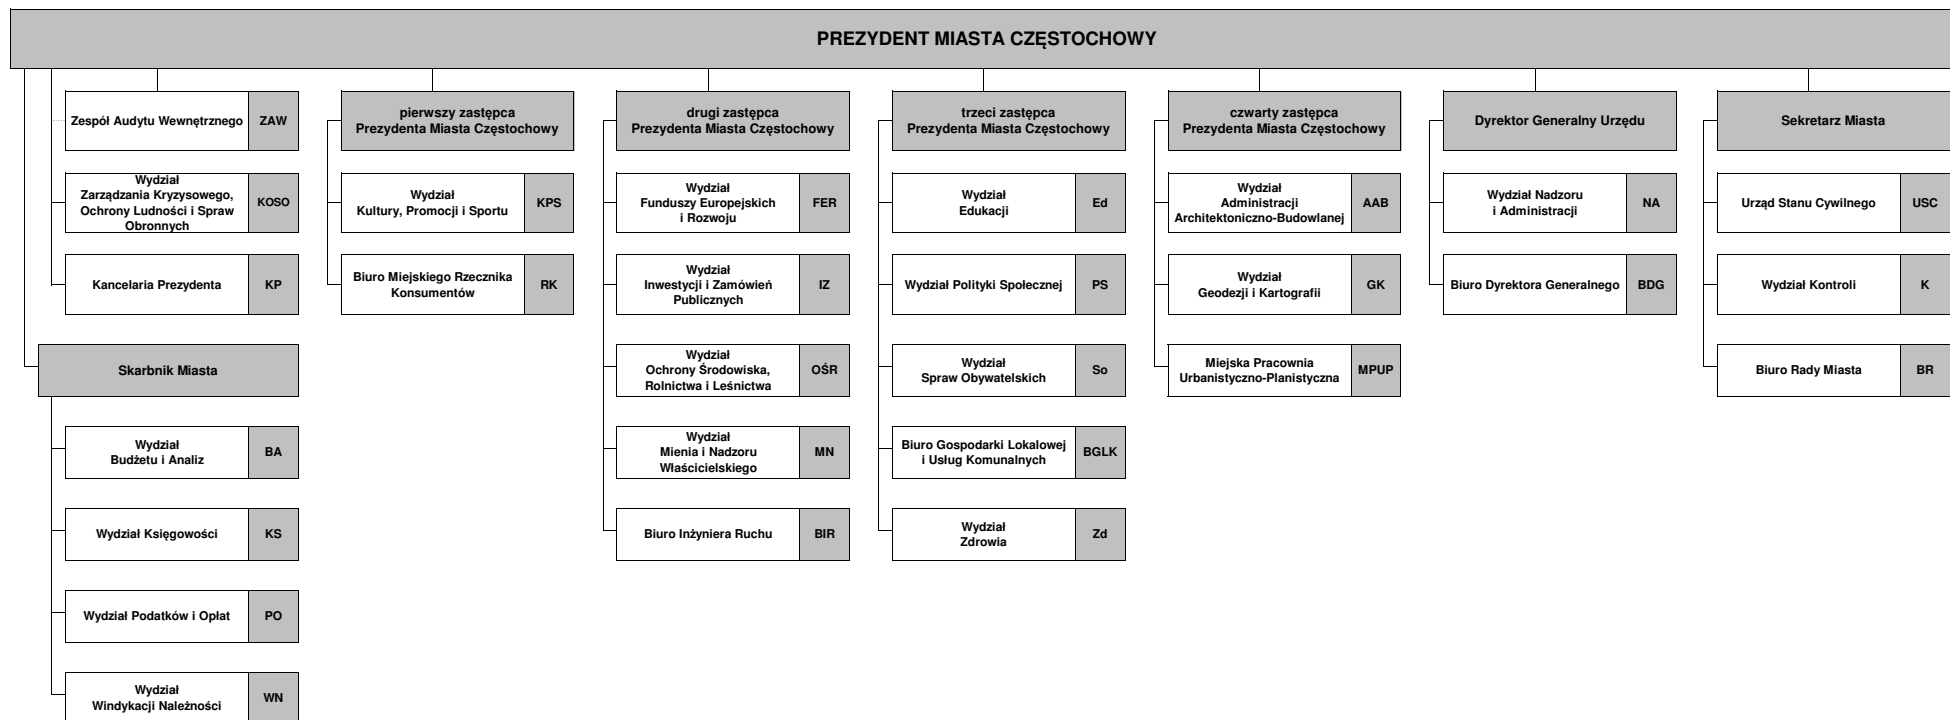 PREZYDENT MIASTA CZĘSTOCHOWY
Zespół Audytu Wewnętrznego
ZAW
Wydział
Zarządzania Kryzysowego,
Ochrony Ludności i Spraw
Obronnych
KOSO
Kancelaria Prezydenta
KP
Skarbnik Miasta
Wydział
Budżetu i Analiz
BA
Wydział Księgowości
KS
Wydział Podatków i Opłat
PO
Wydział
Windykacji Należności
WN
pierwszy zastępca
Prezydenta Miasta Częstochowy
Wydział
Kultury, Promocji i Sportu
KPS
Biuro Miejskiego Rzecznika
Konsumentów
RK
drugi zastępca
Prezydenta Miasta Częstochowy
Wydział
Funduszy Europejskich
i Rozwoju
FER
Wydział
Inwestycji i Zamówień
Publicznych
IZ
Wydział
Ochrony Środowiska,
Rolnictwa i Leśnictwa
OŚR
Wydział
Mienia i Nadzoru
Właścicielskiego
MN
Biuro Inżyniera Ruchu
BIR
trzeci zastępca
Prezydenta Miasta Częstochowy
Wydział
Edukacji
Ed
Wydział Polityki Społecznej
PS
Wydział
Spraw Obywatelskich
So
Biuro Gospodarki Lokalowej
i Usług Komunalnych
BGLK
Wydział
Zdrowia
Zd
czwarty zastępca
Prezydenta Miasta Częstochowy
Wydział
Administracji
Architektoniczno-Budowlanej
AAB
Wydział
Geodezji i Kartografii
GK
Miejska Pracownia
Urbanistyczno-Planistyczna
MPUP
Dyrektor Generalny Urzędu
Wydział Nadzoru
i Administracji
NA
Biuro Dyrektora Generalnego
BDG
Sekretarz Miasta
Urząd Stanu Cywilnego
USC
Wydział Kontroli
K
Biuro Rady Miasta
BR